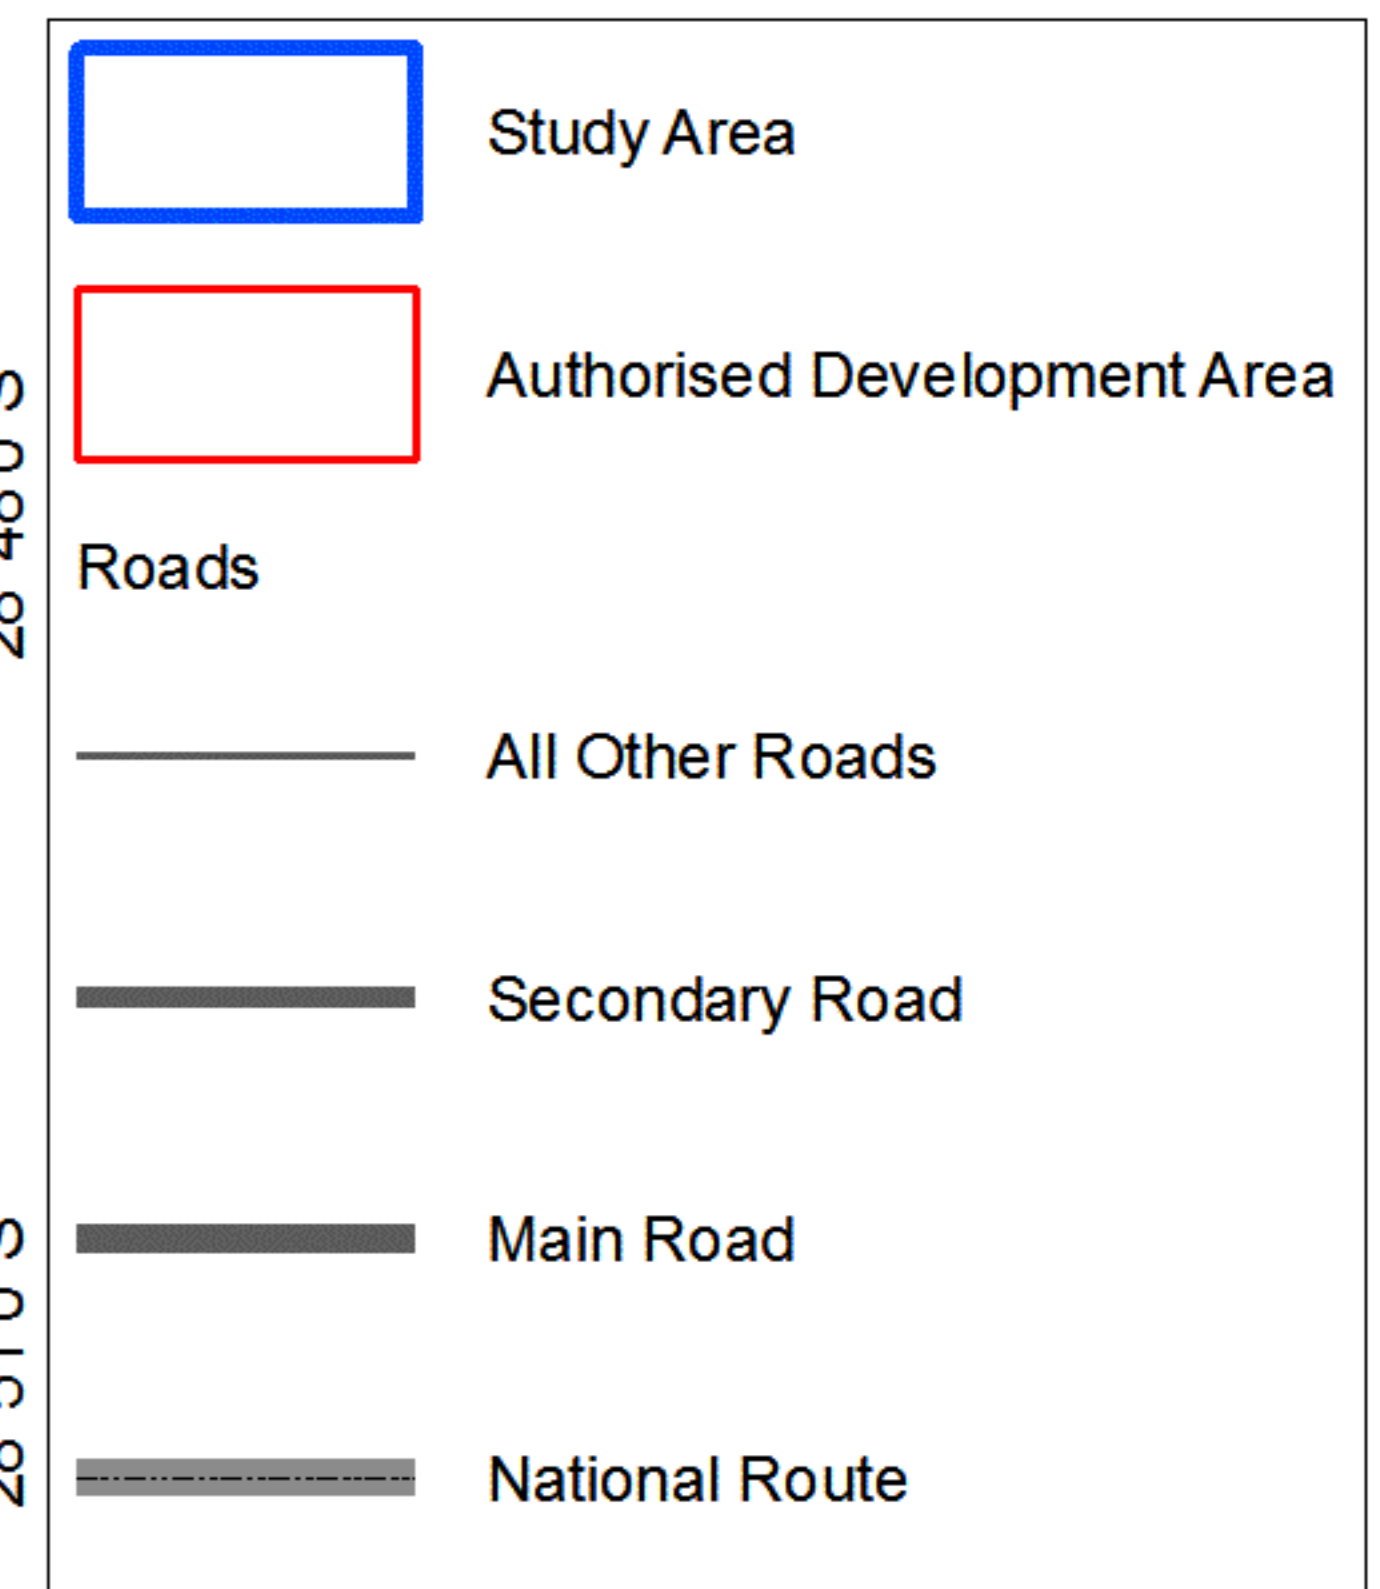 Study Area
Authorised Development Area
Roads
All Other Roads
Secondary Road
Main Road
National Route